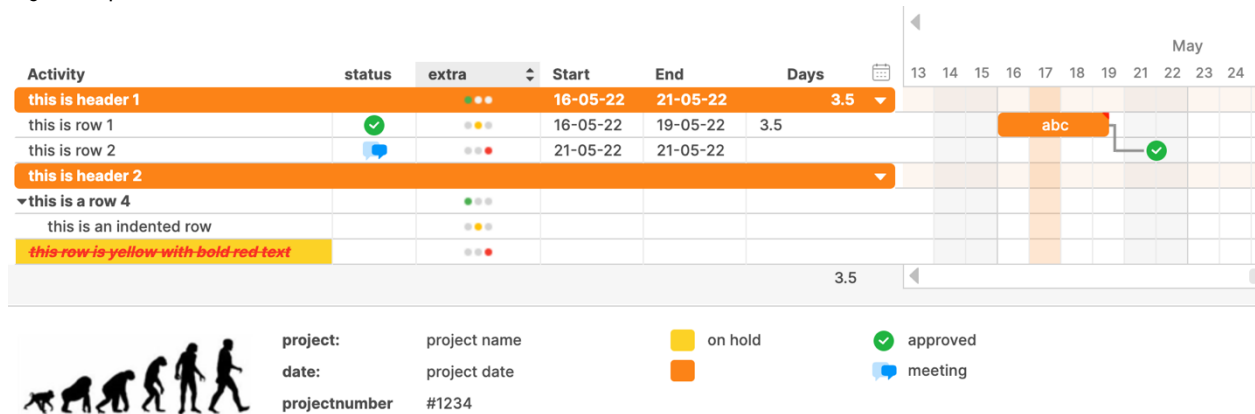 May
Activity status extra Start End Days 13 14 15 16 17 18 19 21 22 23 24
this is header 1 16-05-22 21-05-22 3.5
this is row 1 16-05-22 19-05-22 3.5 abc
this is row 2 21-05-22 21-05-22
this is header 2
this is a row 4
this is an indented row
this row is yellow with bold red text
3.5
project: project name on hold approved
date: project date meeting
projectnumber #1234